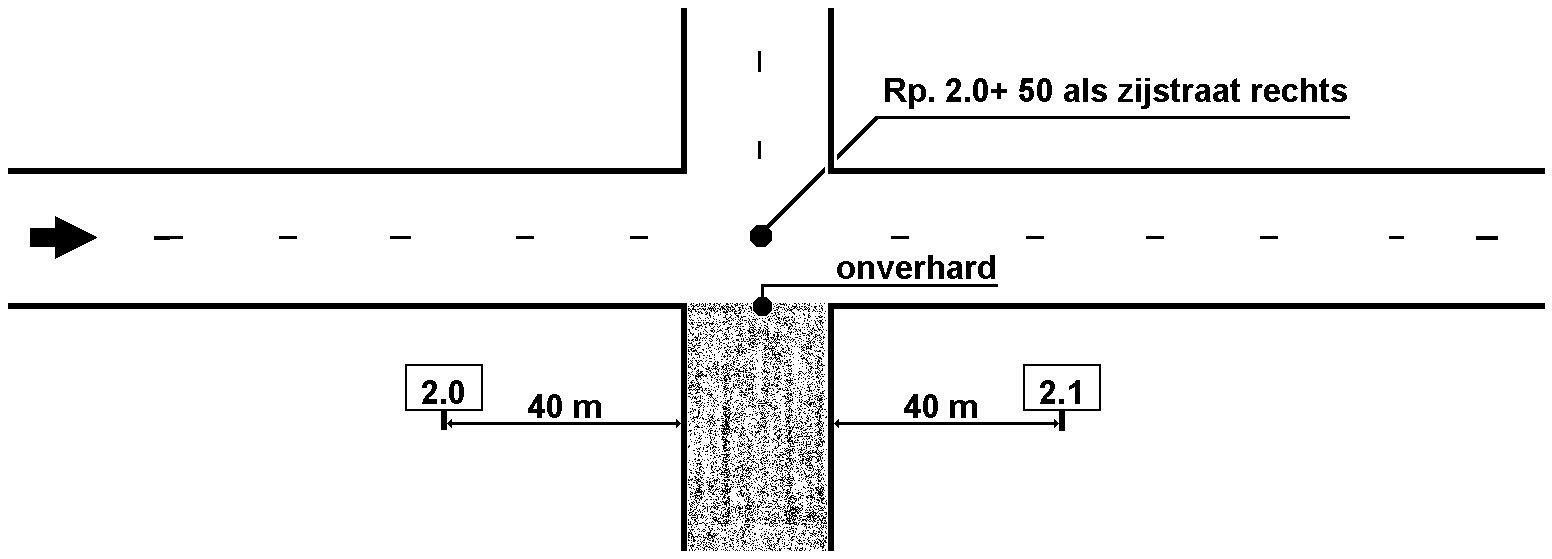 Rp. 2.0+ 50 als zijstraat rechts
onverhard
2.0
40 m
40 m
2.1